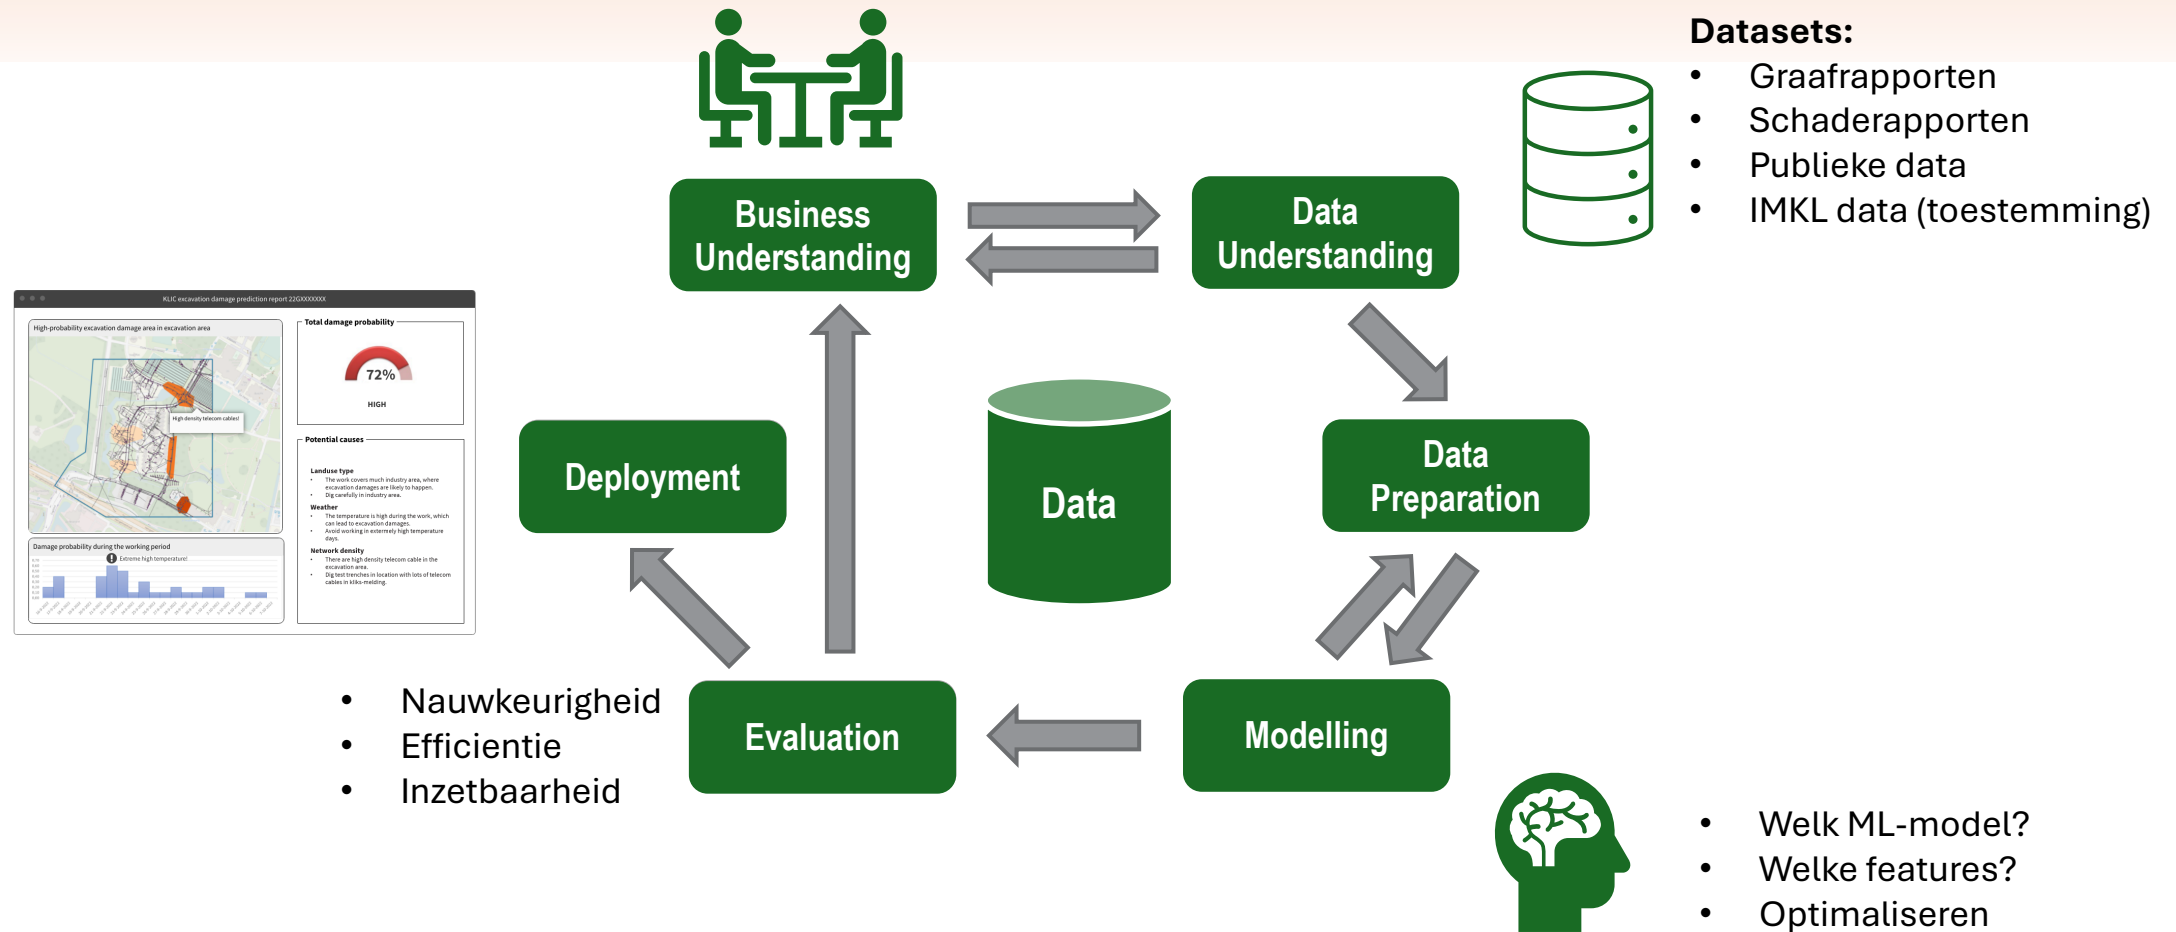 Datasets:
• Graafrapporten
• Schaderapporten
• Publieke data
• IMKL data (toestemming)
Business
Understanding
Data
Understanding
KLIC excavation damage prediction report 22GXXXXXXX
High-probability excavation damage area in excavation area
High density telecom cables!
Total damage probability
72%
HIGH
Potential causes
Landuse type
• The work covers much industry area, where
excavation damages are likely to happen.
• Dig carefully in industry area.
Weather
• The temperature is high during the work, which
can lead to excavation damages.
• Avoid working in extermely high temperature
days.
Network density
• There are high density telecom cable in the
excavation area.
• Dig test trenches in location with lots of telecom
cables in kliks-melding.
Damage probability during the working period
Extreme high temperature!
Deployment
Data
Data
Preparation
• Nauwkeurigheid
• Efficientie
• Inzetbaarheid
Evaluation
Modelling
• Welk ML-model?
• Welke features?
• Optimaliseren